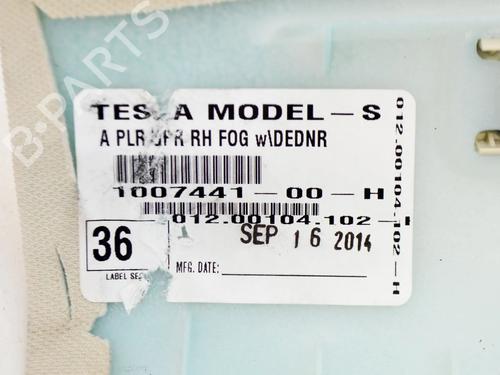 TESLA MODEL-S
A PLR UPR RH FOG w\DEDNR
1007441-00-H
012.00104.102-H
36
SEP 16 2014
MFG. DATE:
LABEL
012.00104.102-H
B-PARTS